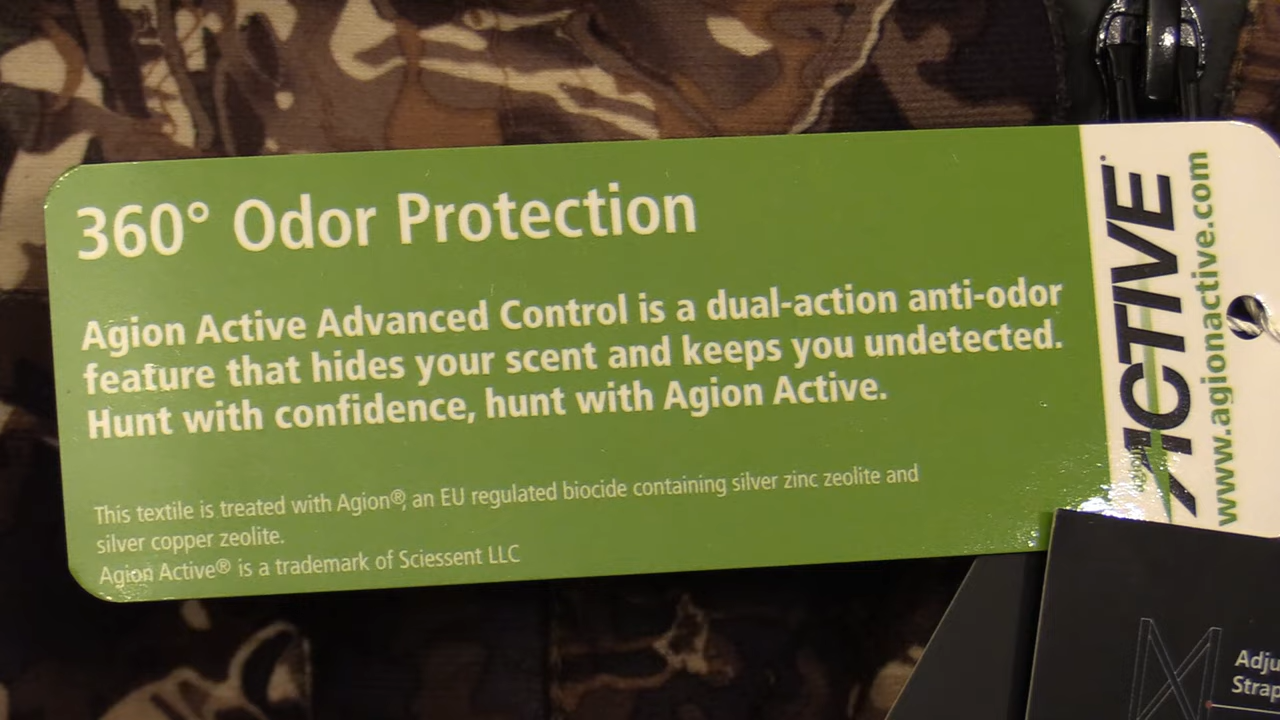 360° Odor Protection
Agion Active Advanced Control is a dual-action anti-odor
feature that hides your scent and keeps you undetected.
Hunt with confidence, hunt with Agion Active.
This textile is treated with Agion®, an EU regulated biocide containing silver zinc zeolite and
silver copper zeolite.
Agion Active® is a trademark of Sciessent LLC
ACTIVE
www.agionactive.com